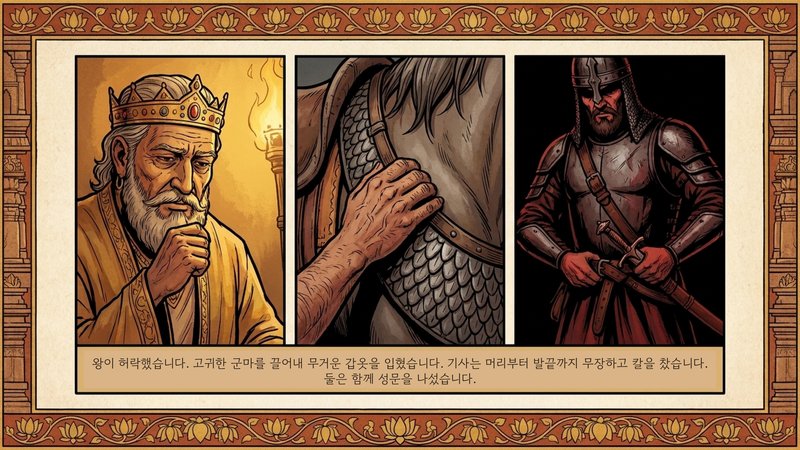 왕이 허락했습니다. 고귀한 군마를 끌어내 무거운 갑옷을 입혔습니다. 기사는 머리부터 발끝까지 무장하고 칼을 찼습니다.
둘은 함께 성문을 나섰습니다.